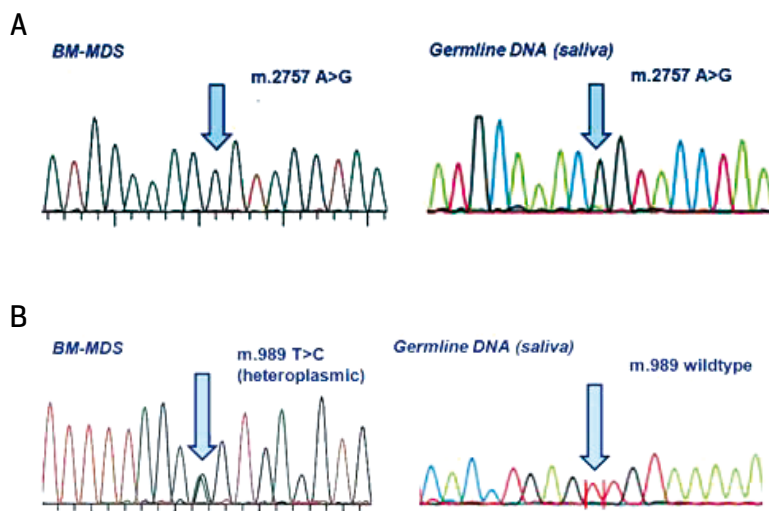 A
BM-MDS
m.2757 A>G
Germline DNA (saliva)
m.2757 A>G
B
BM-MDS
m.989 T>C
(heteroplasmic)
Germline DNA (saliva)
m.989 wildtype